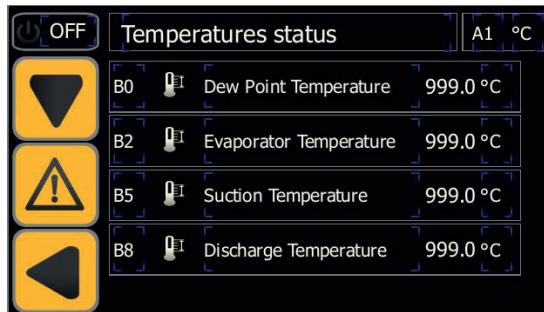 OFF Temperatures status A1 °C
B0 Dew Point Temperature 999.0 °C
B2 Evaporator Temperature 999.0 °C
B5 Suction Temperature 999.0 °C
B8 Discharge Temperature 999.0 °C